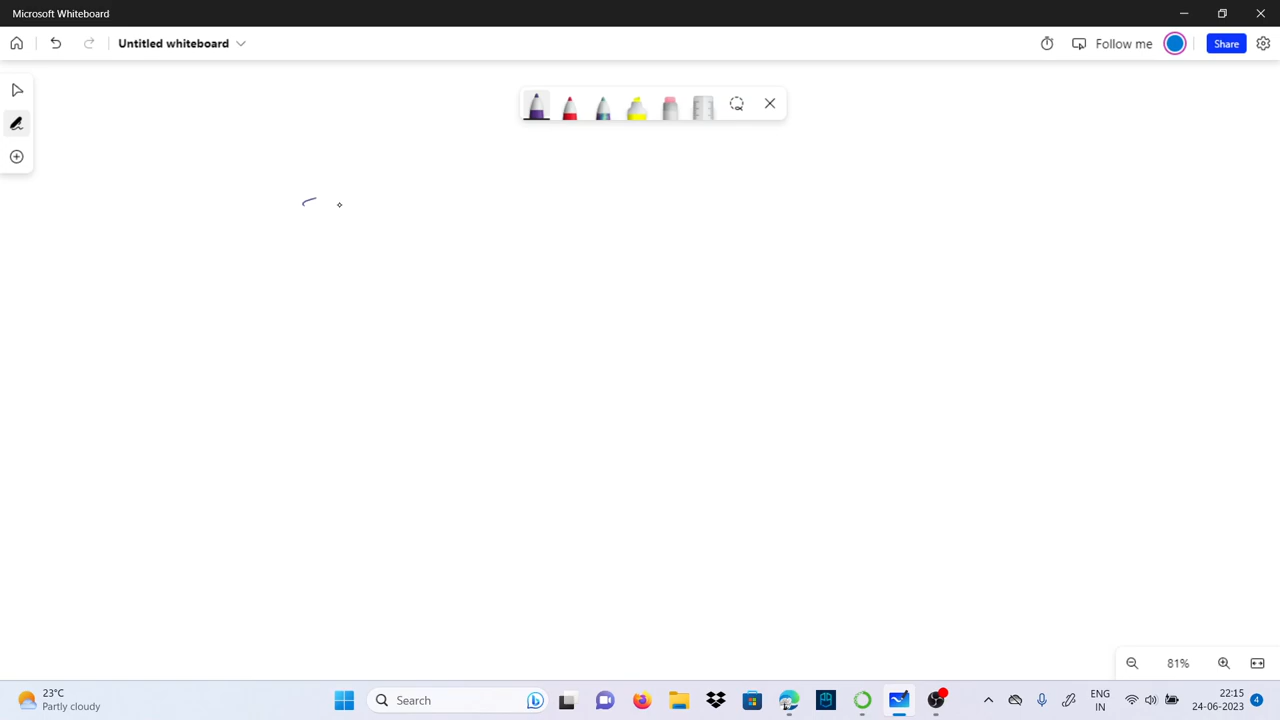 Microsoft Whiteboard
Untitled whiteboard
Follow me
Share
81%
23°C
Partly cloudy
Search
ENG
IN
22:15
24-06-2023
4